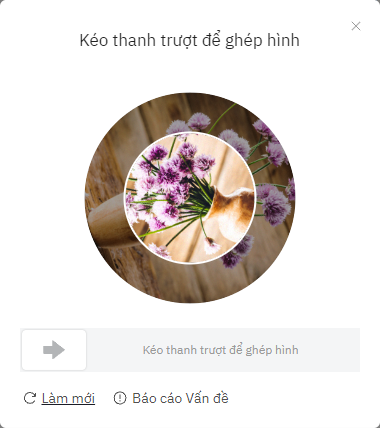 Kéo thanh trượt để ghép hình
Kéo thanh trượt để ghép hình
Làm mới
Báo cáo Vấn đề